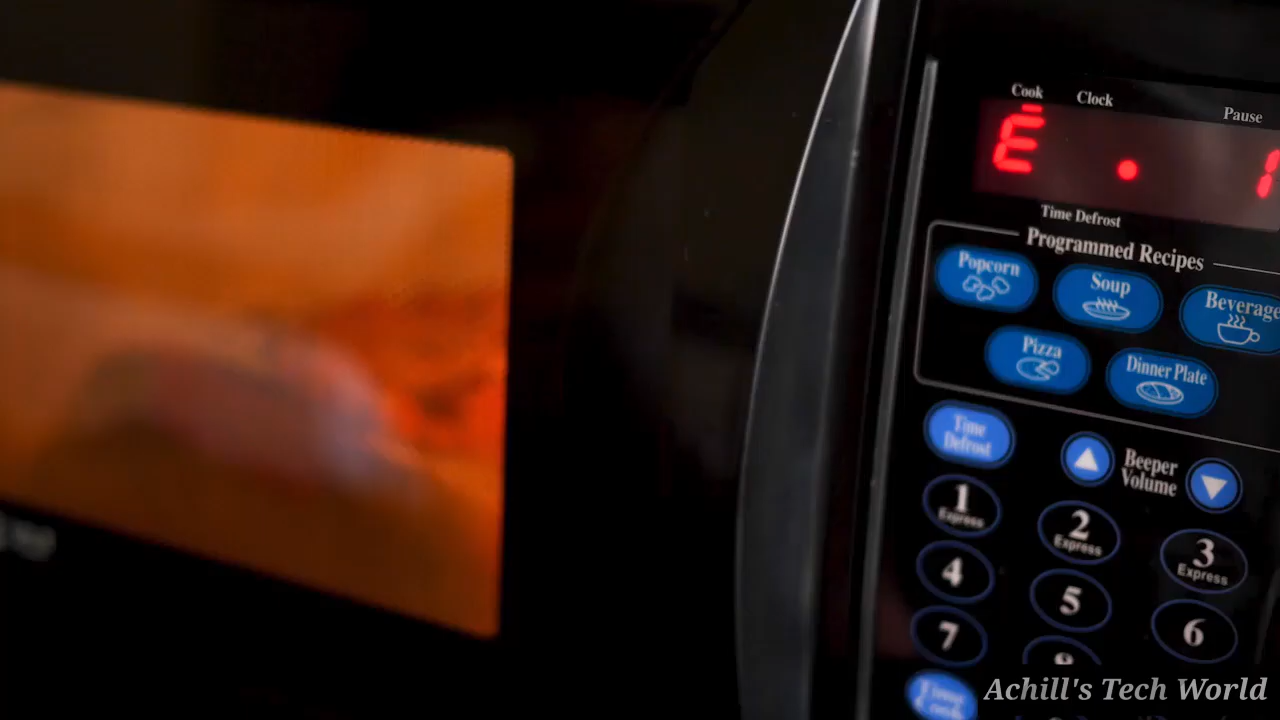 Cook Clock Pause
E . 1
Time Defrost
Programmed Recipes
Popcorn Soup Beverage
Pizza Dinner Plate
Time Defrost
Beeper Volume
1 Express 2 Express 3 Express
4 5 6
7
Achill's Tech World